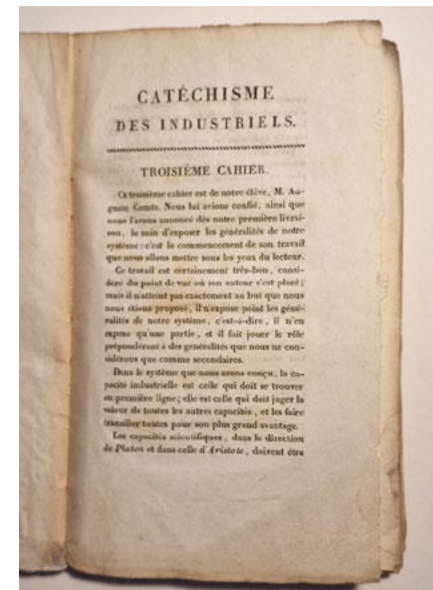 CATÉCHISME
DES INDUSTRIELS.
TROISIÈME CAHIER.
Ce troisième cahier est de notre élève, M. Au-
guste Comte. Nous lui avions confié, ainsi que
nous l'avons annoncé dès notre première livrai-
son, le soin d'exposer les généralités de notre
système : c'est le commencement de son travail
que nous allons mettre sous les yeux du lecteur.
Ce travail est certainement très-bon, consi-
déré du point de vue où son auteur s'est placé ;
mais il n'atteint pas exactement au but que nous
nous étions proposé, il n'expose point les géné-
ralités de notre système, c'est-à-dire, il n'en
expose qu'une partie, et il fait jouer le rôle
prépondérant à des généralités que nous ne con-
sidérons que comme secondaires.
Dans le système que nous avons conçu, la ca-
pacité industrielle est celle qui doit se trouver
en première ligne ; elle est celle qui doit juger la
valeur de toutes les autres capacités, et les faire
travailler toutes pour son plus grand avantage.
Les capacités scientifiques, dans la direction
de Platon et dans celle d'Aristote, doivent être